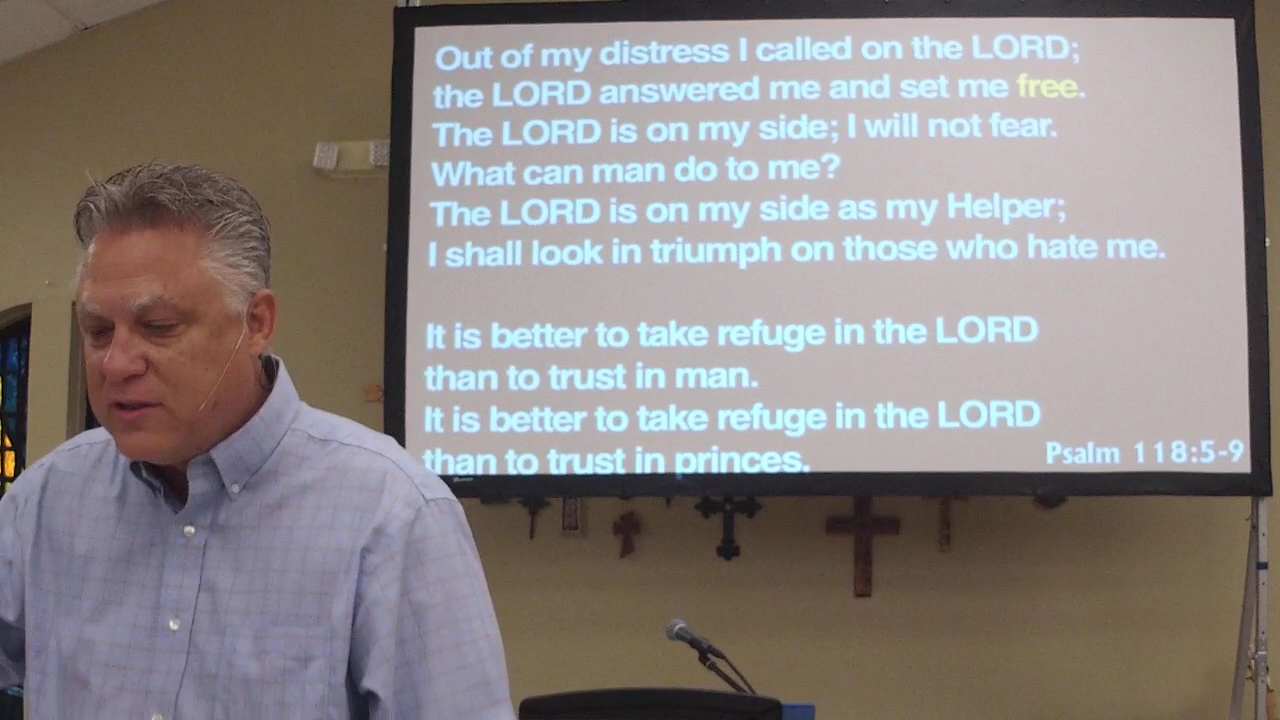 Out of my distress I called on the LORD;
the LORD answered me and set me free.
The LORD is on my side; I will not fear.
What can man do to me?
The LORD is on my side as my Helper;
I shall look in triumph on those who hate me.
It is better to take refuge in the LORD
than to trust in man.
It is better to take refuge in the LORD
than to trust in princes.
Psalm 118:5-9